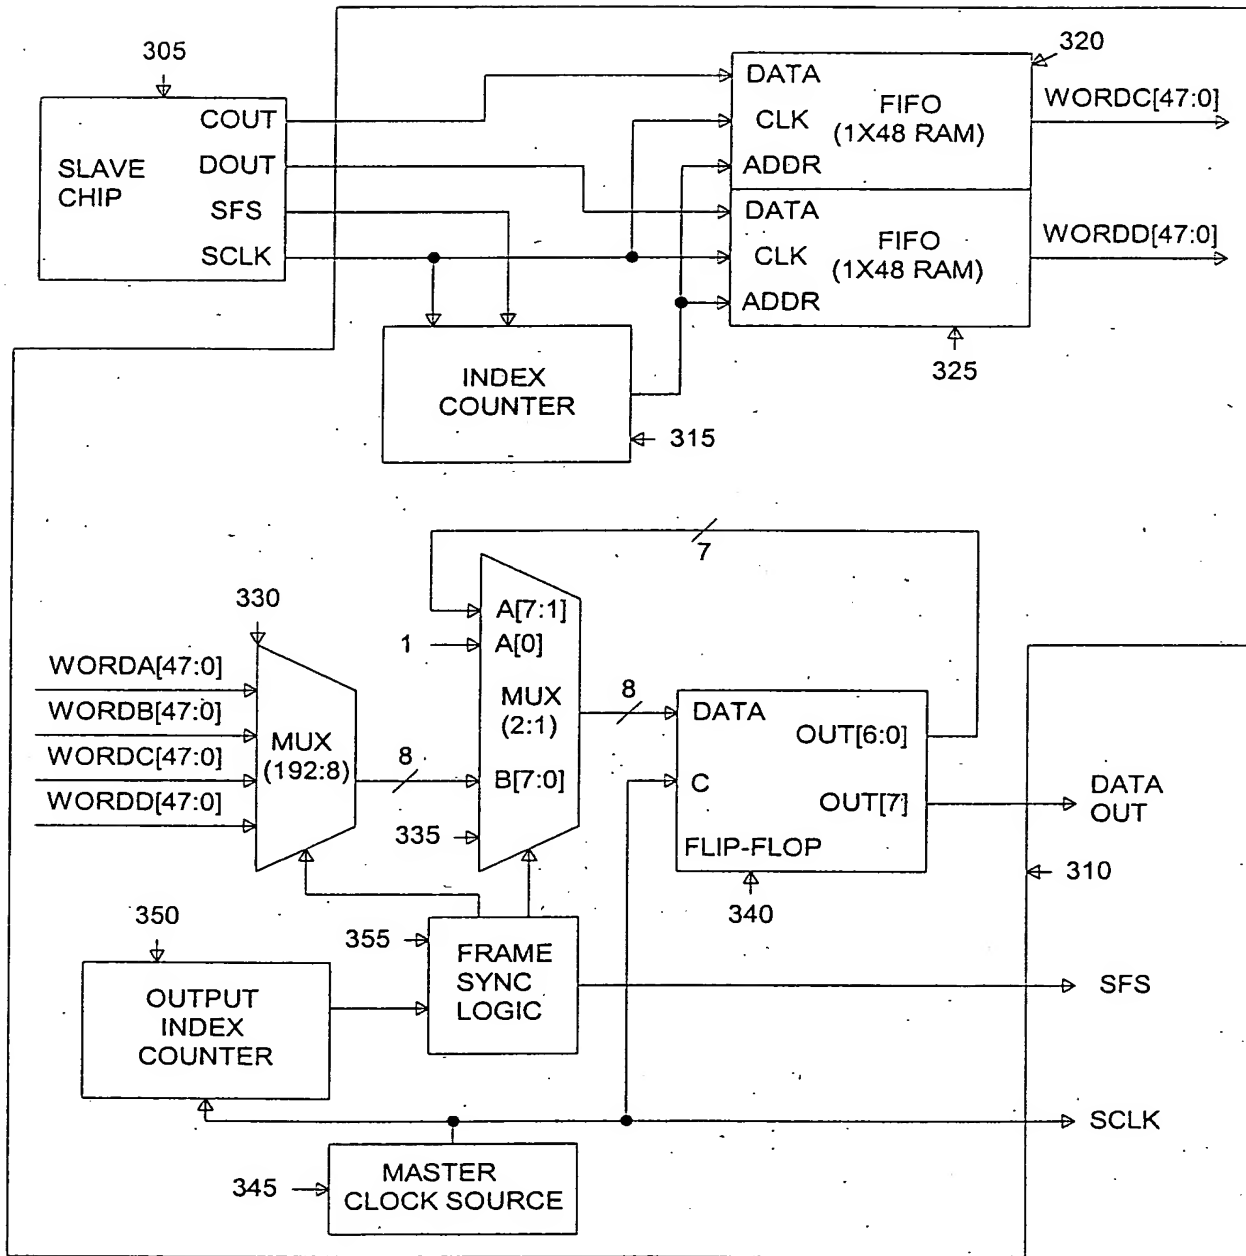 305
SLAVE
CHIP
COUT
DOUT
SFS
SCLK
320
DATA
CLK
ADDR
FIFO
(1X48 RAM)
WORDC[47:0]
DATA
CLK
ADDR
FIFO
(1X48 RAM)
WORDD[47:0]
325
INDEX
COUNTER
315
7
330
WORDA[47:0]
WORDB[47:0]
WORDC[47:0]
WORDD[47:0]
MUX
(192:8)
8
1
A[7:1]
A[0]
MUX
(2:1)
B[7:0]
335
8
DATA
C
OUT[6:0]
OUT[7]
FLIP-FLOP
340
DATA
OUT
310
350
OUTPUT
INDEX
COUNTER
355
FRAME
SYNC
LOGIC
SFS
SCLK
345
MASTER
CLOCK SOURCE